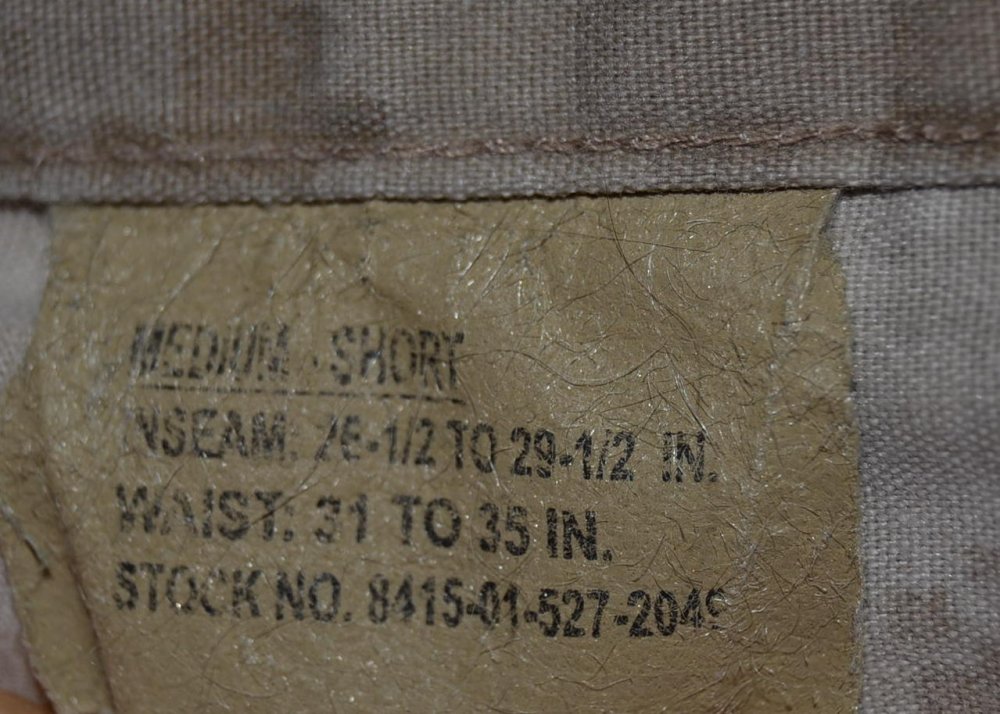 MEDIUM - SHORT
INSEAM: 26-1/2 TO 29-1/2 IN.
WAIST: 31 TO 35 IN.
STOCK NO. 8415-01-527-2049